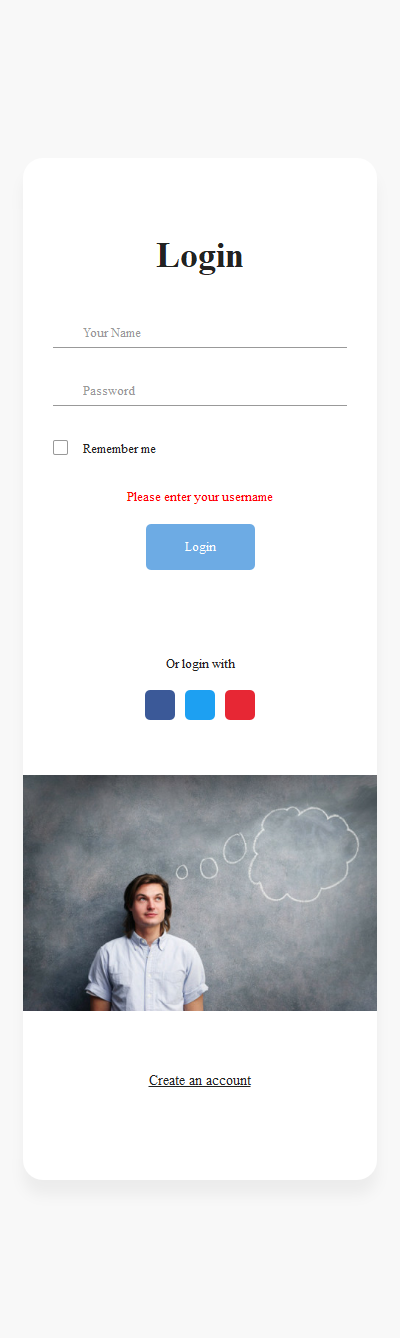 Login
Your Name
Password
Remember me
Please enter your username
Login
Or login with
Create an account